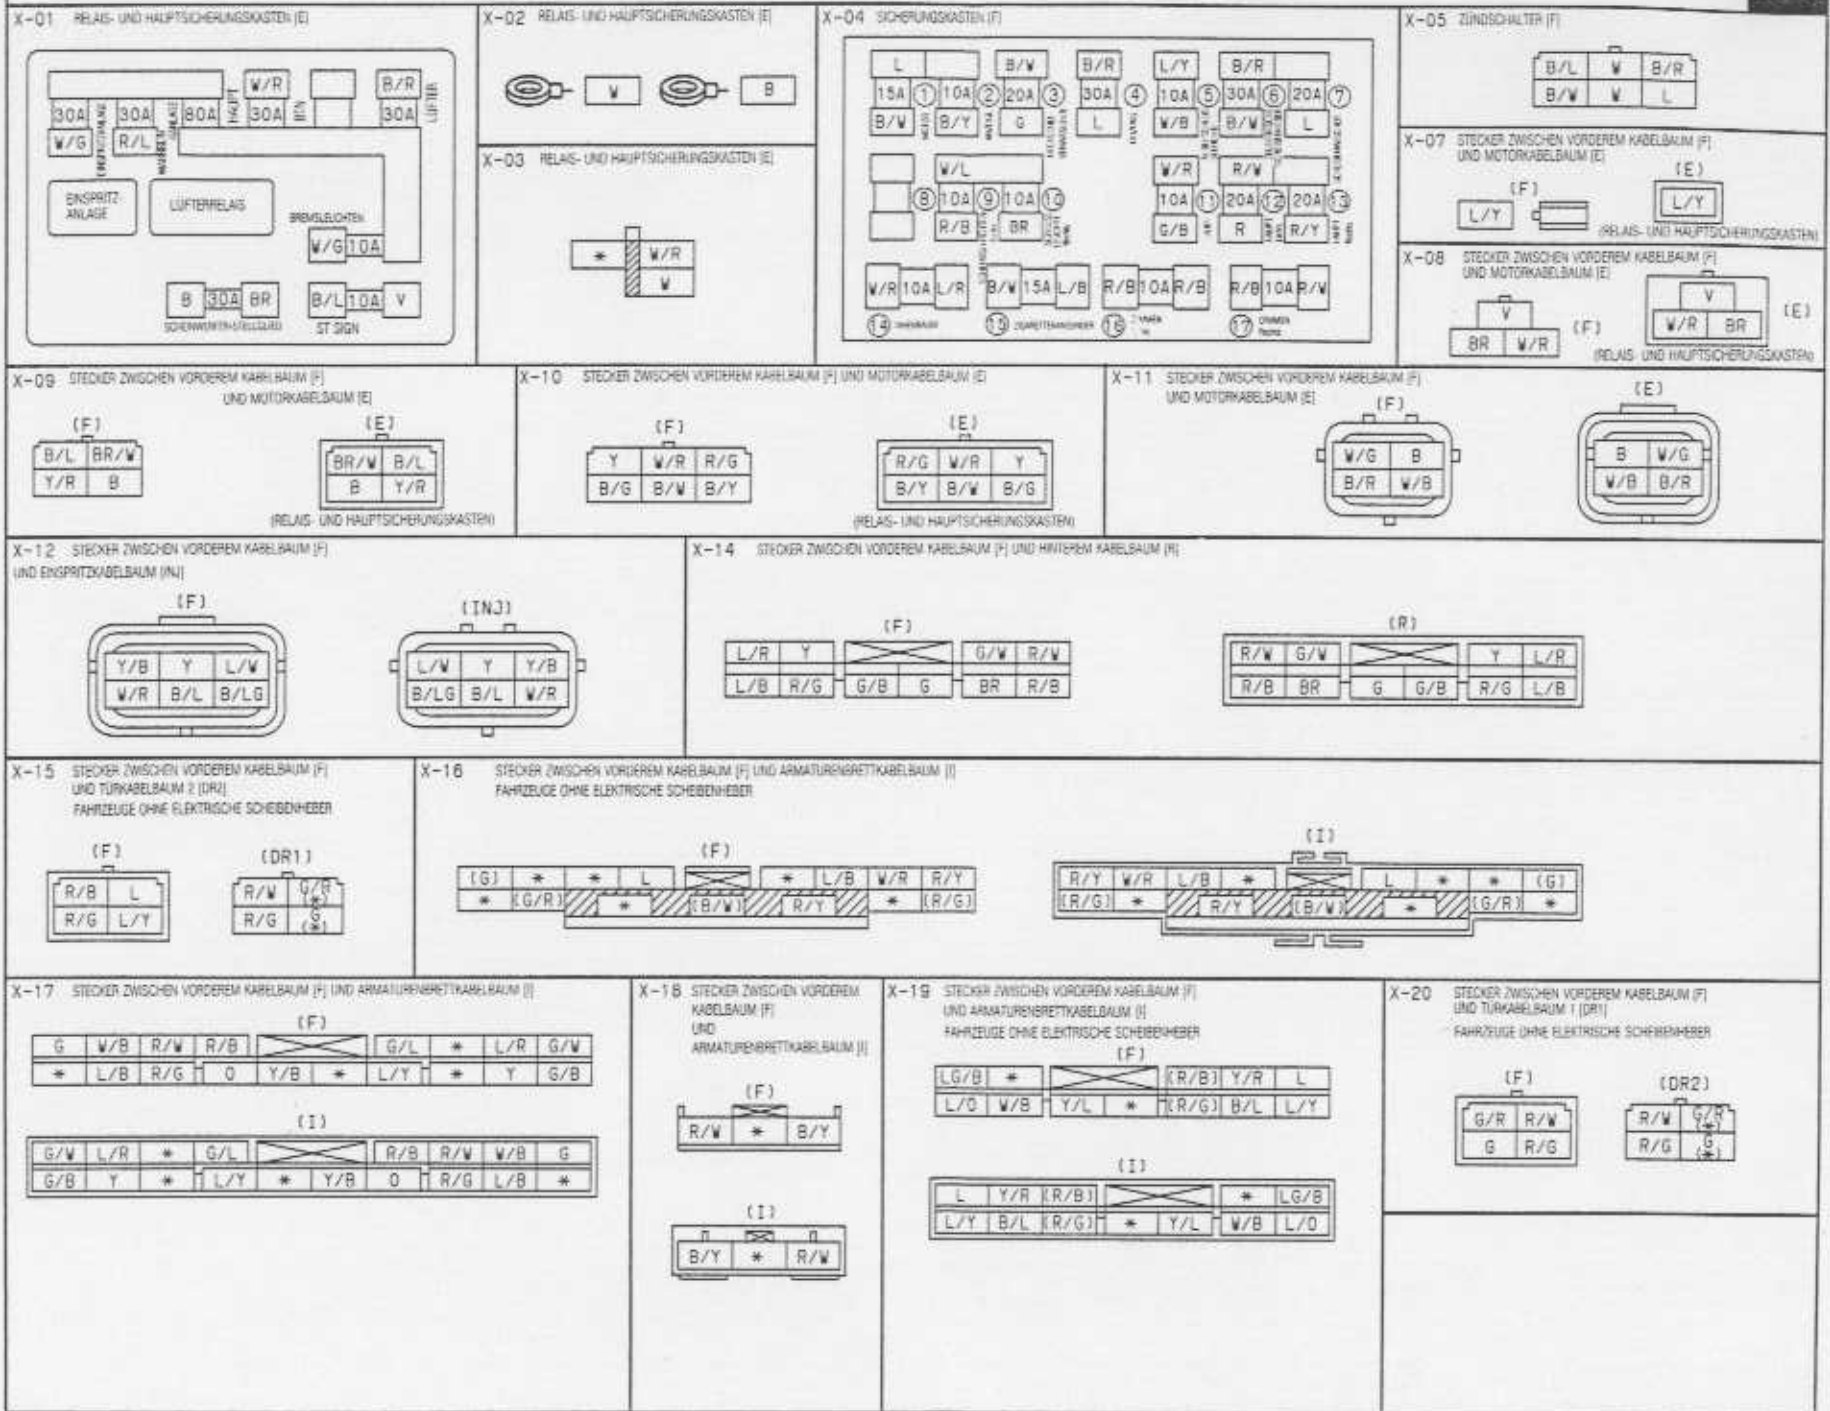 X-01 RELAIS- UND HAUPTSICHERUNGSKASTEN [E]
W/R B/R
30A 30A 80A HAUPT 30A BTN 30A LÜFTER
W/G R/L
EINSPRITZ-
ANLAGE
LÜFTERRELAIS
BREMSLEUCHTEN
W/G 10A
B 30A BR B/L 10A V
ST SIGN
X-02 RELAIS- UND HAUPTSICHERUNGSKASTEN [E]
W B
X-03 RELAIS- UND HAUPTSICHERUNGSKASTEN [E]
* W/R
W
X-04 SICHERUNGSKASTEN [F]
L B/W B/R L/Y B/R
15A 1 10A 2 20A 3 30A 4 10A 5 30A 6 20A 7
B/W B/Y G L W/B B/W L
W/L W/R R/W
8 10A 9 10A 10 10A 11 20A 12 20A 13
R/B BR G/B R R/Y
W/R 10A L/R B/W 15A L/B R/B 10A R/B R/B 10A R/W
14 15 ZIGARETTENANZÜNDER 16 17
X-05 ZÜNDSCHALTER [F]
B/L W B/R
B/W W L
X-07 STECKER ZWISCHEN VORDEREM KABELBAUM [F]
UND MOTORKABELBAUM [E]
(F) (E)
L/Y L/Y
(RELAIS- UND HAUPTSICHERUNGSKASTEN)
X-08 STECKER ZWISCHEN VORDEREM KABELBAUM [F]
UND MOTORKABELBAUM [E]
V V
(F) W/R BR (E)
BR W/R
(RELAIS- UND HAUPTSICHERUNGSKASTEN)
X-09 STECKER ZWISCHEN VORDEREM KABELBAUM [F]
UND MOTORKABELBAUM [E]
(F) (E)
B/L BR/W BR/W B/L
Y/R B B Y/R
(RELAIS- UND HAUPTSICHERUNGSKASTEN)
X-10 STECKER ZWISCHEN VORDEREM KABELBAUM [F] UND MOTORKABELBAUM [E]
(F) (E)
Y W/R R/G R/G W/R Y
B/G B/W B/Y B/Y B/W B/G
(RELAIS- UND HAUPTSICHERUNGSKASTEN)
X-11 STECKER ZWISCHEN VORDEREM KABELBAUM [F]
UND MOTORKABELBAUM [E]
(F) (E)
W/G B B W/G
B/R W/B W/B B/R
X-12 STECKER ZWISCHEN VORDEREM KABELBAUM [F]
UND EINSPRITZKABELBAUM [INJ]
(F) (INJ)
Y/B Y L/W L/W Y Y/B
W/R B/L B/LG B/LG B/L W/R
X-14 STECKER ZWISCHEN VORDEREM KABELBAUM [F] UND HINTEREM KABELBAUM [R]
(F) (R)
L/R Y G/W R/W R/W G/W Y L/R
L/B R/G G/B G BR R/B R/B BR G G/B R/G L/B
X-15 STECKER ZWISCHEN VORDEREM KABELBAUM [F]
UND TÜRKABELBAUM 2 [DR2]
FAHRZEUGE OHNE ELEKTRISCHE SCHEIBENHEBER
(F) (DR1)
R/B L R/W G/R (*)
R/G L/Y R/G G (*)
X-16 STECKER ZWISCHEN VORDEREM KABELBAUM [F] UND ARMATURENBRETTKABELBAUM [I]
FAHRZEUGE OHNE ELEKTRISCHE SCHEIBENHEBER
(F) (I)
(G) * * L * L/B W/R R/Y R/Y W/R L/B * L * * (G)
* (G/R) * (B/W) R/Y * (R/G) (R/G) * R/Y (B/W) * (G/R) *
X-17 STECKER ZWISCHEN VORDEREM KABELBAUM [F] UND ARMATURENBRETTKABELBAUM [I]
(F)
G W/B R/W R/B G/L * L/R G/W
* L/B R/G O Y/B * L/Y * Y G/B
(I)
G/W L/R * G/L R/B R/W W/B G
G/B Y * L/Y * Y/B O R/G L/B *
X-18 STECKER ZWISCHEN VORDEREM
KABELBAUM [F]
UND
ARMATURENBRETTKABELBAUM [I]
(F)
R/W * B/Y
(I)
B/Y * R/W
X-19 STECKER ZWISCHEN VORDEREM KABELBAUM [F]
UND ARMATURENBRETTKABELBAUM [I]
FAHRZEUGE OHNE ELEKTRISCHE SCHEIBENHEBER
(F)
LG/B * (R/B) Y/R L
L/O W/B Y/L * (R/G) B/L L/Y
(I)
L Y/R (R/B) * LG/B
L/Y B/L (R/G) * Y/L W/B L/O
X-20 STECKER ZWISCHEN VORDEREM KABELBAUM [F]
UND TÜRKABELBAUM 1 [DR1]
FAHRZEUGE OHNE ELEKTRISCHE SCHEIBENHEBER
(F) (DR2)
G/R R/W R/W G/R (*)
G R/G R/G G (*)